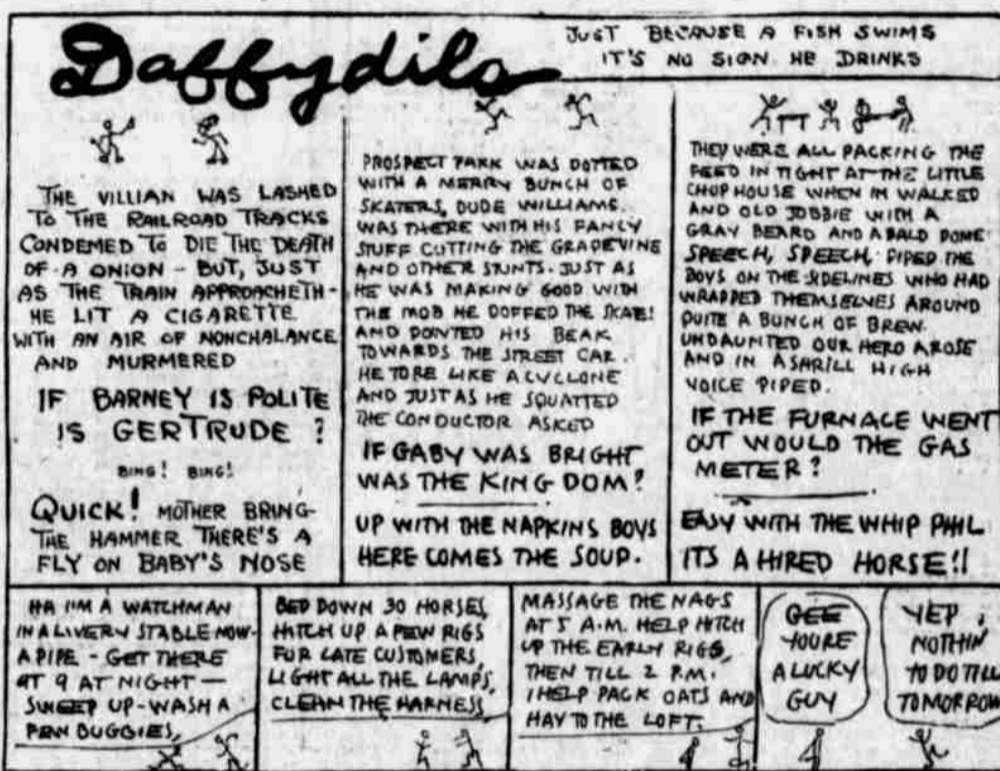 Daffydils
JUST BECAUSE A FISH SWIMS
IT'S NO SIGN HE DRINKS
THE VILLIAN WAS LASHED
TO THE RAILROAD TRACKS
CONDEMED TO DIE THE DEATH
OF A ONION - BUT, JUST
AS THE TRAIN APPROACHETH -
HE LIT A CIGARETTE
WITH AN AIR OF NONCHALANCE
AND MURMERED
IF BARNEY IS POLITE
IS GERTRUDE ?
BING! BING!
QUICK! MOTHER BRING
THE HAMMER THERE'S A
FLY ON BABY'S NOSE
PROSPECT PARK WAS DOTTED
WITH A MERRY BUNCH OF
SKATERS, DUDE WILLIAMS.
WAS THERE WITH HIS FANCY
STUFF CUTTING THE GRAPEVINE
AND OTHER STUNTS. JUST AS
HE WAS MAKING GOOD WITH
THE MOB HE DOFFED THE SKATES
AND POINTED HIS BEAK
TOWARDS THE STREET CAR.
HE TORE LIKE A CYCLONE
AND JUST AS HE SQUATTED
THE CONDUCTOR ASKED
IF GABY WAS BRIGHT
WAS THE KING DOM?
UP WITH THE NAPKINS BOYS
HERE COMES THE SOUP.
THEY WERE ALL PACKING THE
FEED IN TIGHT AT THE LITTLE
CHOP HOUSE WHEN IN WALKED
AND OLD JOBBIE WITH A
GRAY BEARD AND A BALD DOME
SPEECH, SPEECH, PIPED THE
BOYS ON THE SIDELINES WHO HAD
WRAPPED THEMSELVES AROUND
QUITE A BUNCH OF BREW.
UNDAUNTED OUR HERO AROSE
AND IN A SHRILL HIGH
VOICE PIPED.
IF THE FURNACE WENT
OUT WOULD THE GAS
METER?
EASY WITH THE WHIP PHIL
ITS A HIRED HORSE!!
HA I'M A WATCHMAN
IN A LIVERY STABLE NOW-
A PIPE - GET THERE
AT 9 AT NIGHT -
SWEEP UP - WASH A
FEW BUGGIES,
BED DOWN 30 HORSES,
HITCH UP A FEW RIGS
FUR LATE CUSTOMERS,
LIGHT ALL THE LAMPS,
CLEAN THE HARNESS,
MASSAGE THE NAGS
AT 5 A.M. HELP HITCH
UP THE EARLY RIGS,
THEN TILL 2 P.M.
I HELP PACK OATS AND
HAY TO THE LOFT.
GEE
YOURE
A LUCKY
GUY
YEP,
NOTHIN
TO DO TILL
TOMORROW